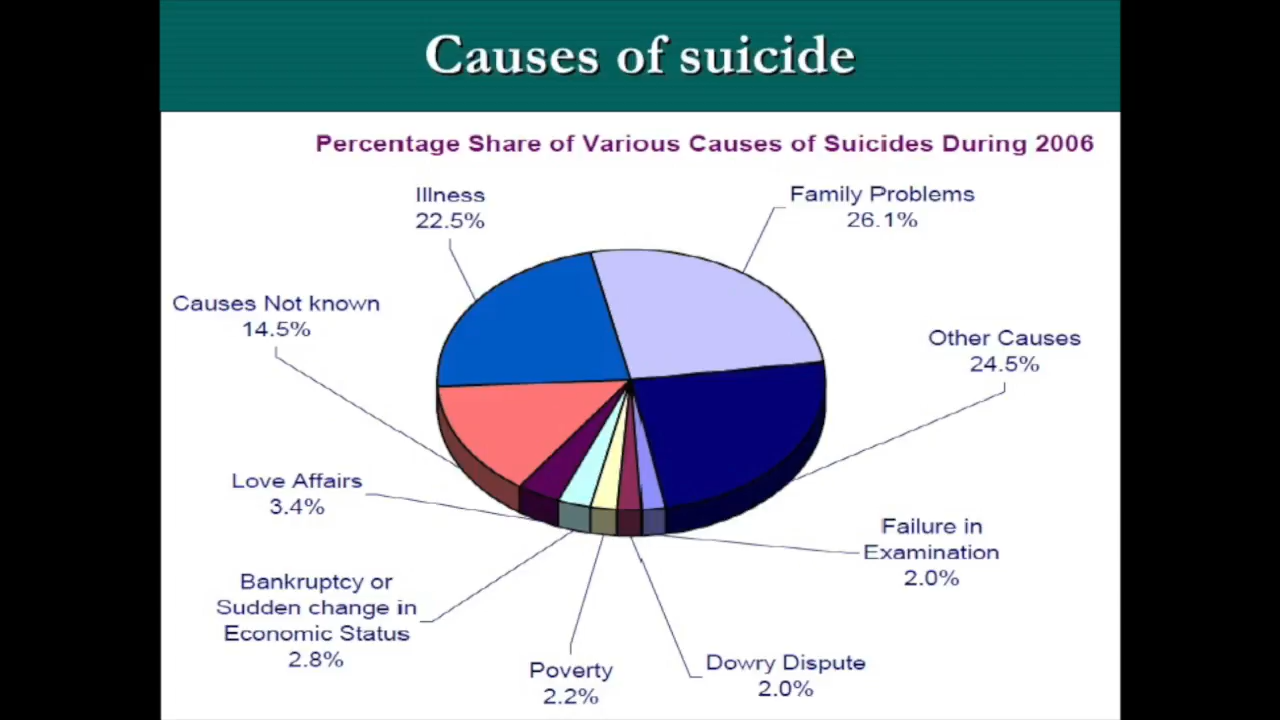 Causes of suicide
Percentage Share of Various Causes of Suicides During 2006
Illness
22.5%
Family Problems
26.1%
Causes Not known
14.5%
Other Causes
24.5%
Love Affairs
3.4%
Failure in
Examination
2.0%
Bankruptcy or
Sudden change in
Economic Status
2.8%
Poverty
2.2%
Dowry Dispute
2.0%